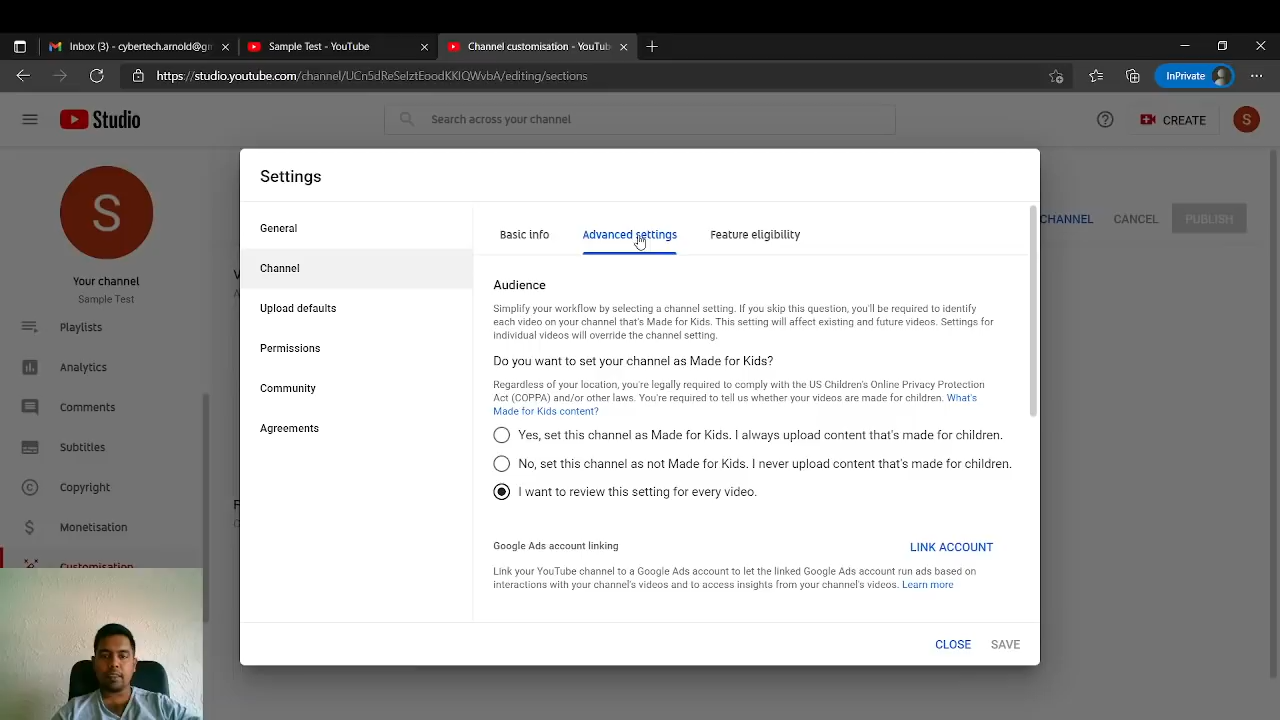 Inbox (3) - cybertech.arnold@gm
Sample Test - YouTube
Channel customisation - YouTub
https://studio.youtube.com/channel/UCn5dReSelztEoodKKlQWvbA/editing/sections
InPrivate
Studio
Search across your channel
CREATE
S
S
Your channel
Sample Test
Playlists
Analytics
Comments
Subtitles
Copyright
Monetisation
Customisation
CHANNEL
CANCEL
PUBLISH
Settings
General
Channel
Upload defaults
Permissions
Community
Agreements
Basic info
Advanced settings
Feature eligibility
Audience
Simplify your workflow by selecting a channel setting. If you skip this question, you'll be required to identify
each video on your channel that's Made for Kids. This setting will affect existing and future videos. Settings for
individual videos will override the channel setting.
Do you want to set your channel as Made for Kids?
Regardless of your location, you're legally required to comply with the US Children's Online Privacy Protection
Act (COPPA) and/or other laws. You're required to tell us whether your videos are made for children. What's
Made for Kids content?
Yes, set this channel as Made for Kids. I always upload content that's made for children.
No, set this channel as not Made for Kids. I never upload content that's made for children.
I want to review this setting for every video.
Google Ads account linking
LINK ACCOUNT
Link your YouTube channel to a Google Ads account to let the linked Google Ads account run ads based on
interactions with your channel's videos and to access insights from your channel's videos. Learn more
CLOSE
SAVE